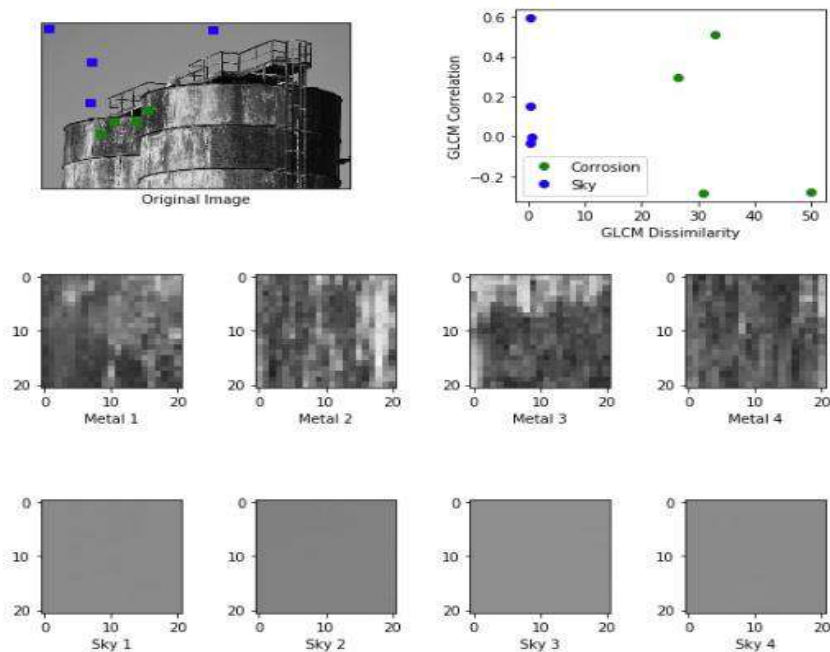 Original Image
0.6
0.4
0.2
0.0
−0.2
GLCM Correlation
Corrosion
Sky
0 10 20 30 40 50
GLCM Dissimilarity
0
10
20
0 10 20
Metal 1
0
10
20
0 10 20
Metal 2
0
10
20
0 10 20
Metal 3
0
10
20
0 10 20
Metal 4
0
10
20
0 10 20
Sky 1
0
10
20
0 10 20
Sky 2
0
10
20
0 10 20
Sky 3
0
10
20
0 10 20
Sky 4